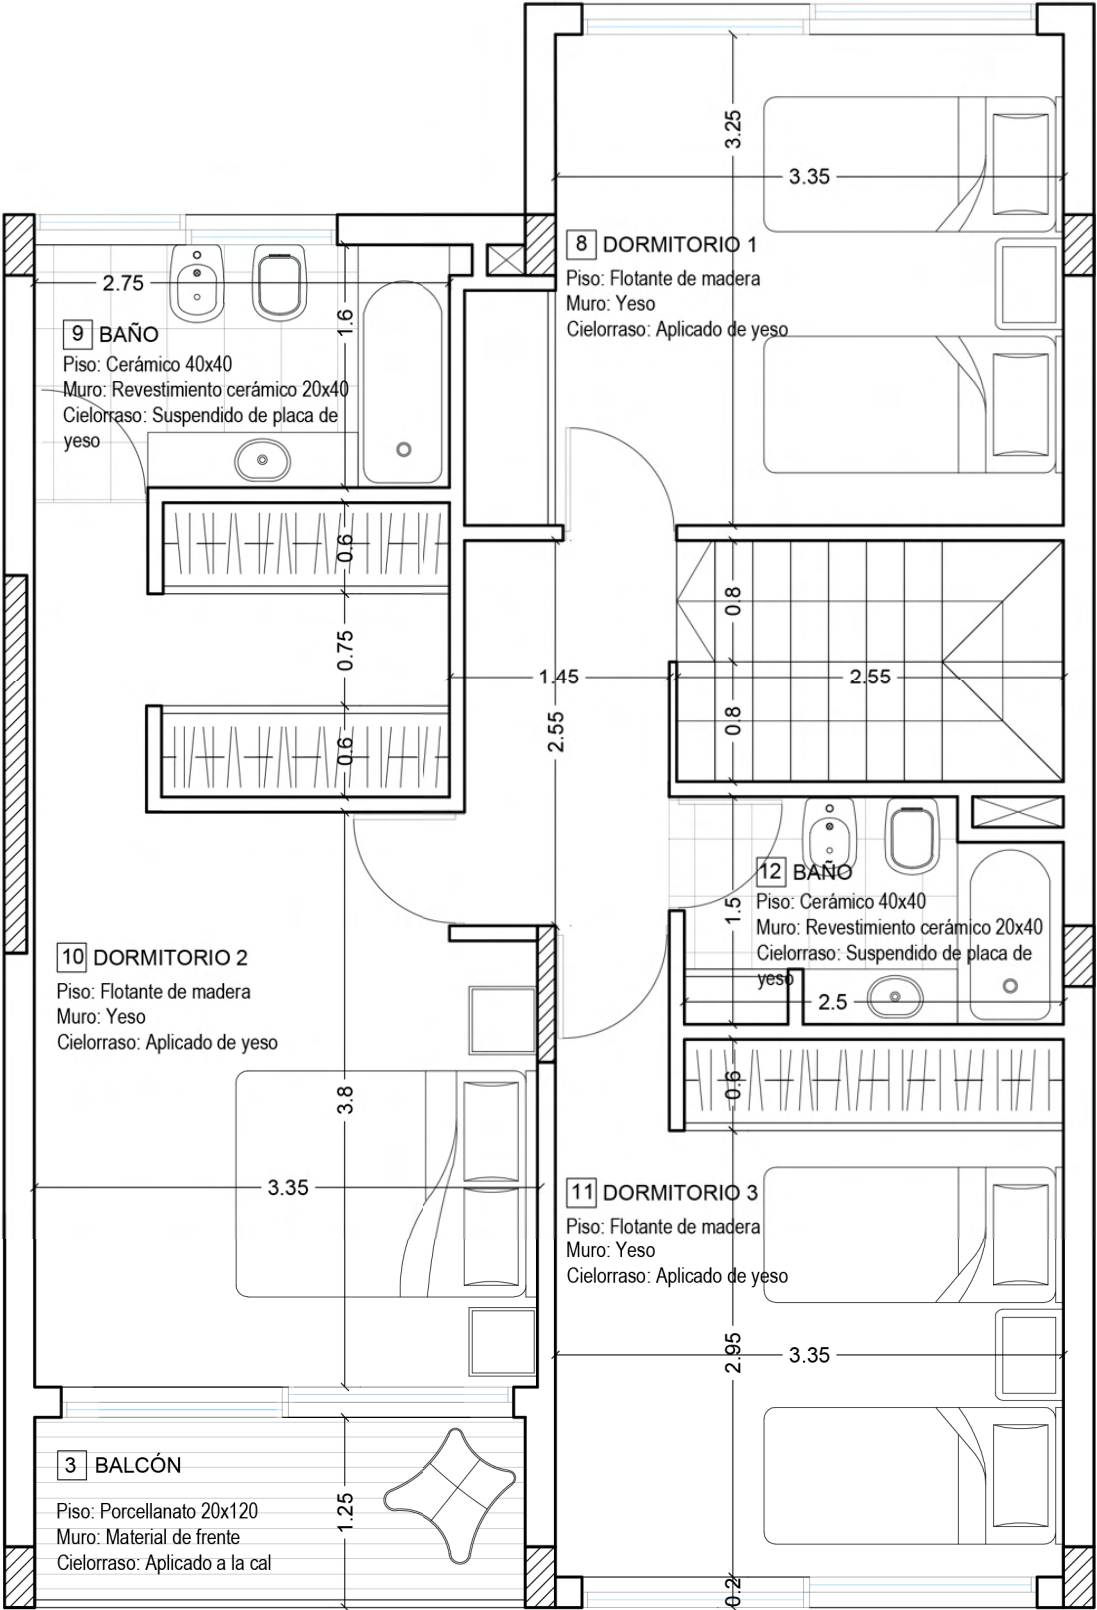 3.25
3.35
8 DORMITORIO 1
Piso: Flotante de madera
Muro: Yeso
Cielorraso: Aplicado de yeso
2.75
1.6
9 BAÑO
Piso: Cerámico 40x40
Muro: Revestimiento cerámico 20x40
Cielorraso: Suspendido de placa de
yeso
0.6
0.75
0.6
0.8
0.8
1.45
2.55
2.55
12 BAÑO
Piso: Cerámico 40x40
Muro: Revestimiento cerámico 20x40
Cielorraso: Suspendido de placa de
yeso
1.5
2.5
10 DORMITORIO 2
Piso: Flotante de madera
Muro: Yeso
Cielorraso: Aplicado de yeso
3.8
3.35
0.6
11 DORMITORIO 3
Piso: Flotante de madera
Muro: Yeso
Cielorraso: Aplicado de yeso
2.95
3.35
3 BALCÓN
Piso: Porcellanato 20x120
Muro: Material de frente
Cielorraso: Aplicado a la cal
1.25
0.2